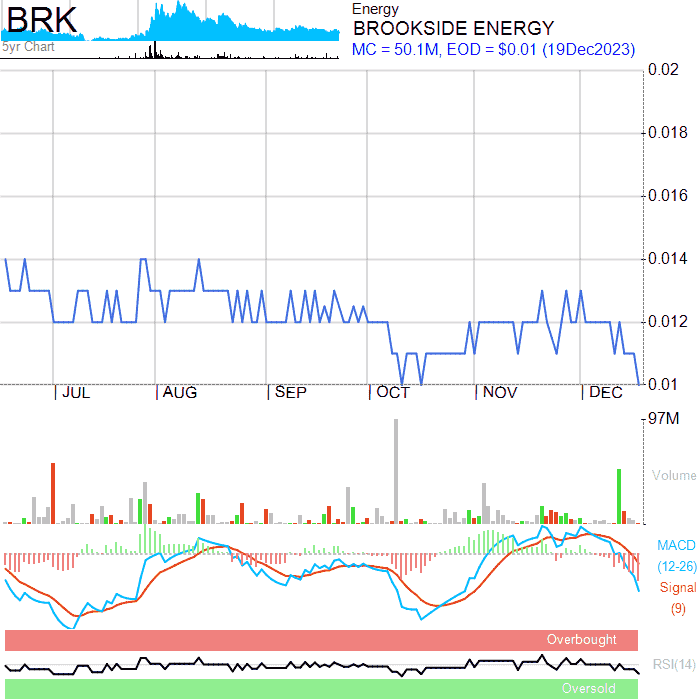 BRK
5yr Chart
Energy
BROOKSIDE ENERGY
MC = 50.1M, EOD = $0.01 (19Dec2023)
0.02
0.018
0.016
0.014
0.012
0.01
JUL AUG SEP OCT NOV DEC
97M
Volume
MACD
(12-26)
Signal
(9)
Overbought
RSI(14)
Oversold